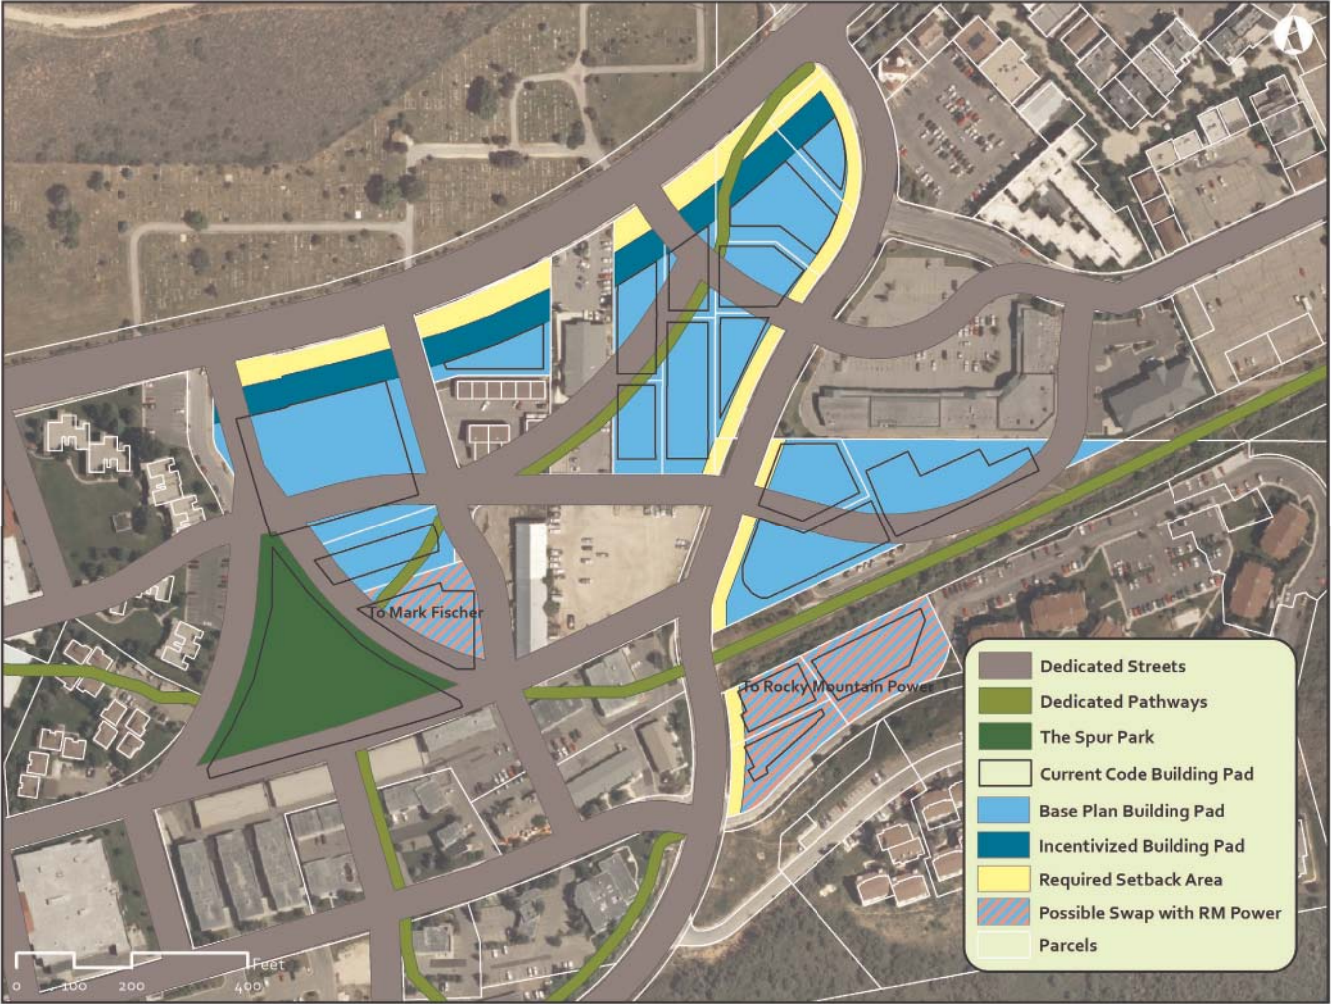 To Mark Fischer
To Rocky Mountain Power
Dedicated Streets
Dedicated Pathways
The Spur Park
Current Code Building Pad
Base Plan Building Pad
Incentivized Building Pad
Required Setback Area
Possible Swap with RM Power
Parcels
Feet
0 100 200 400